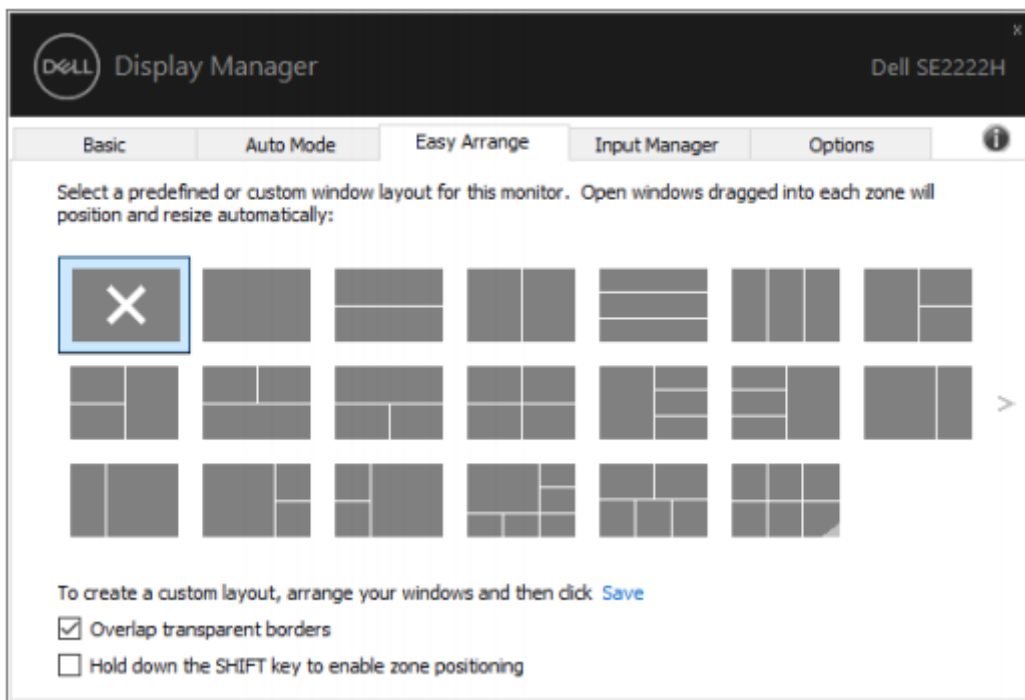 DELL Display Manager Dell SE2222H x
Basic Auto Mode Easy Arrange Input Manager Options i
Select a predefined or custom window layout for this monitor. Open windows dragged into each zone will
position and resize automatically:
>
To create a custom layout, arrange your windows and then click Save
Overlap transparent borders
Hold down the SHIFT key to enable zone positioning